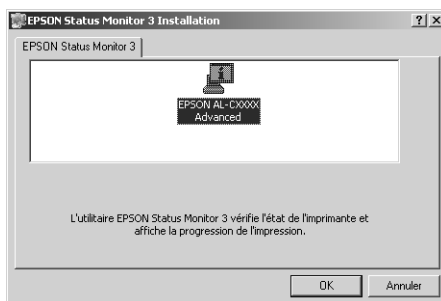 EPSON Status Monitor 3 Installation
EPSON Status Monitor 3
EPSON AL-CXXXX
Advanced
L'utilitaire EPSON Status Monitor 3 vérifie l'état de l'imprimante et
affiche la progression de l'impression.
OK Annuler